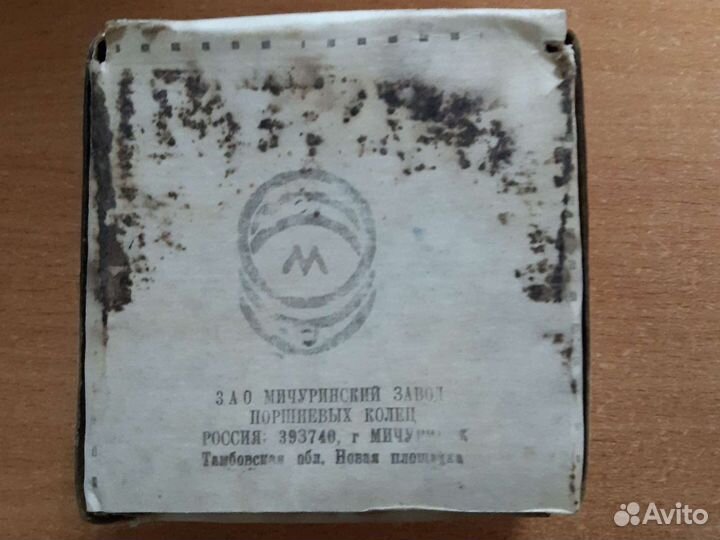 М
ЗАО МИЧУРИНСКИЙ ЗАВОД
ПОРШНЕВЫХ КОЛЕЦ
РОССИЯ: 393740, г
Тамбовская обл. Новая площадка
Avito